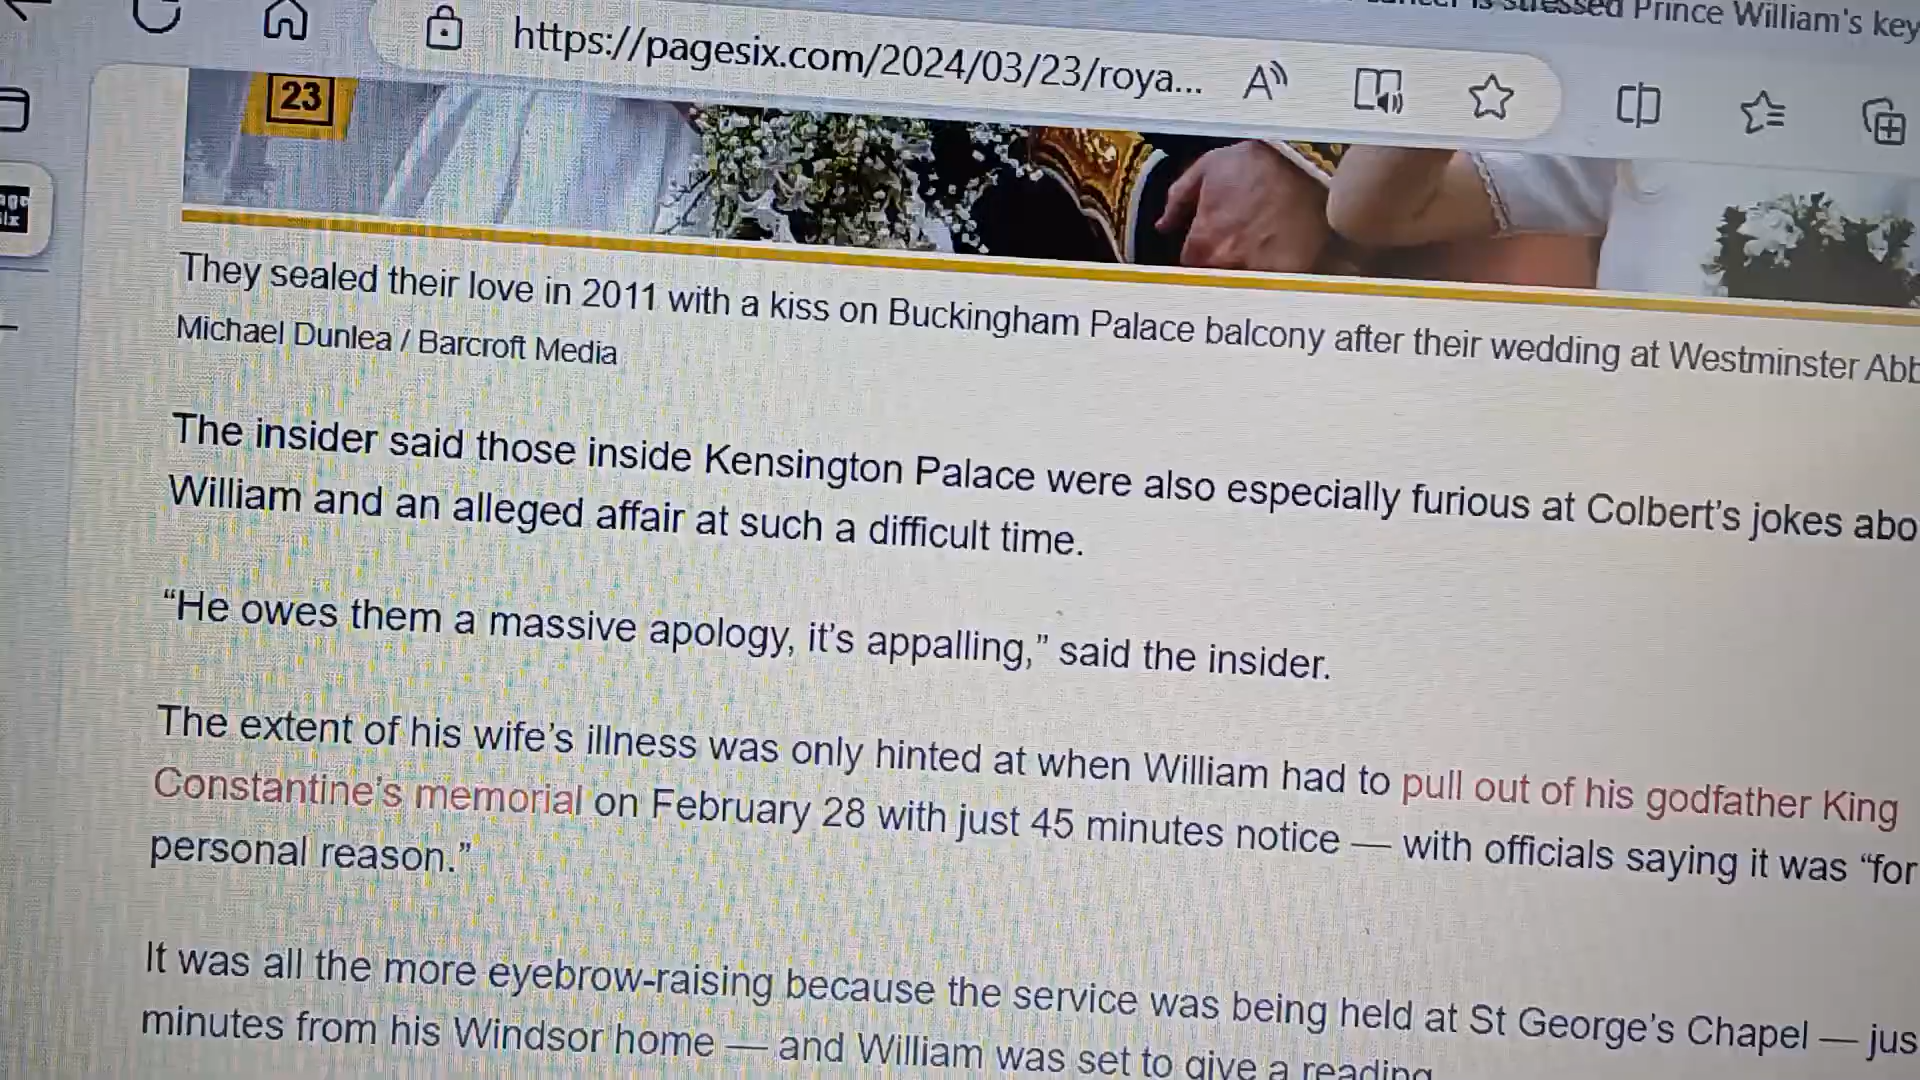 is stressed Prince William's key
https://pagesix.com/2024/03/23/roya...
23
They sealed their love in 2011 with a kiss on Buckingham Palace balcony after their wedding at Westminster Abb
Michael Dunlea / Barcroft Media
The insider said those inside Kensington Palace were also especially furious at Colbert’s jokes abo
William and an alleged affair at such a difficult time.
“He owes them a massive apology, it’s appalling,” said the insider.
The extent of his wife’s illness was only hinted at when William had to pull out of his godfather King
Constantine’s memorial on February 28 with just 45 minutes notice — with officials saying it was “for
personal reason.”
It was all the more eyebrow-raising because the service was being held at St George’s Chapel — jus
minutes from his Windsor home — and William was set to give a reading